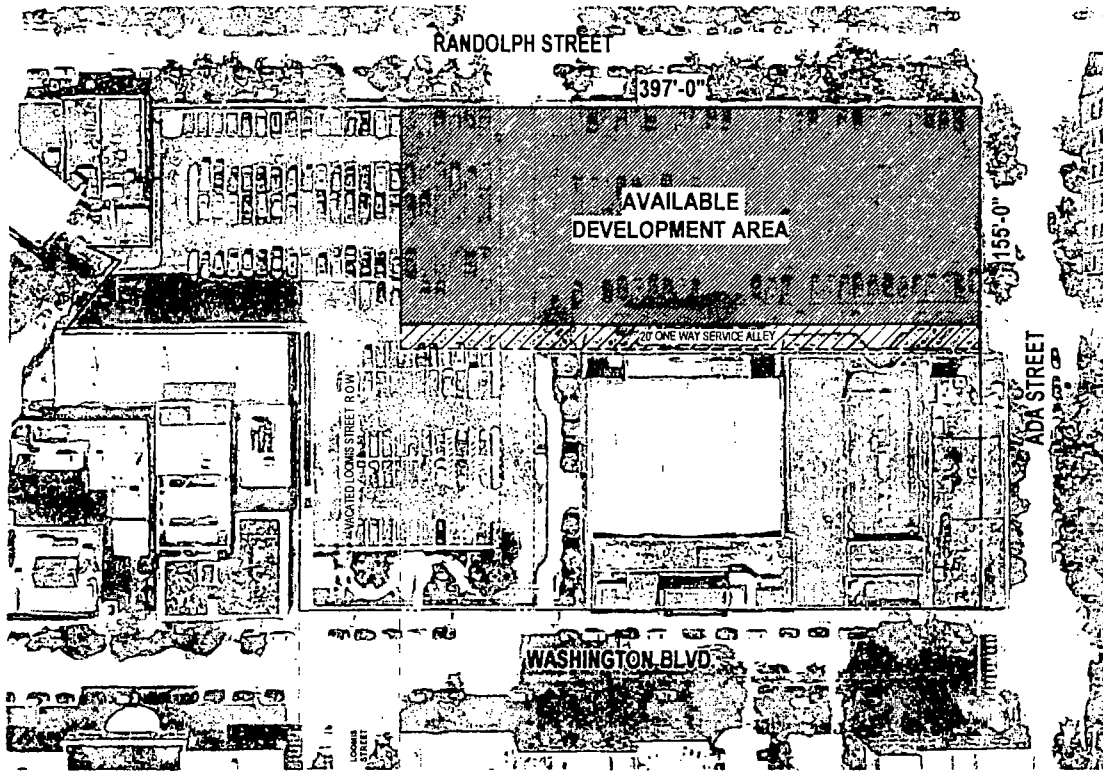 RANDOLPH STREET
397'-0"
AVAILABLE
DEVELOPMENT AREA
155'-0"
20' ONE WAY SERVICE ALLEY
ADA STREET
VACATED LOOMIS STREET ROW
WASHINGTON BLVD
LOOMIS
STREET